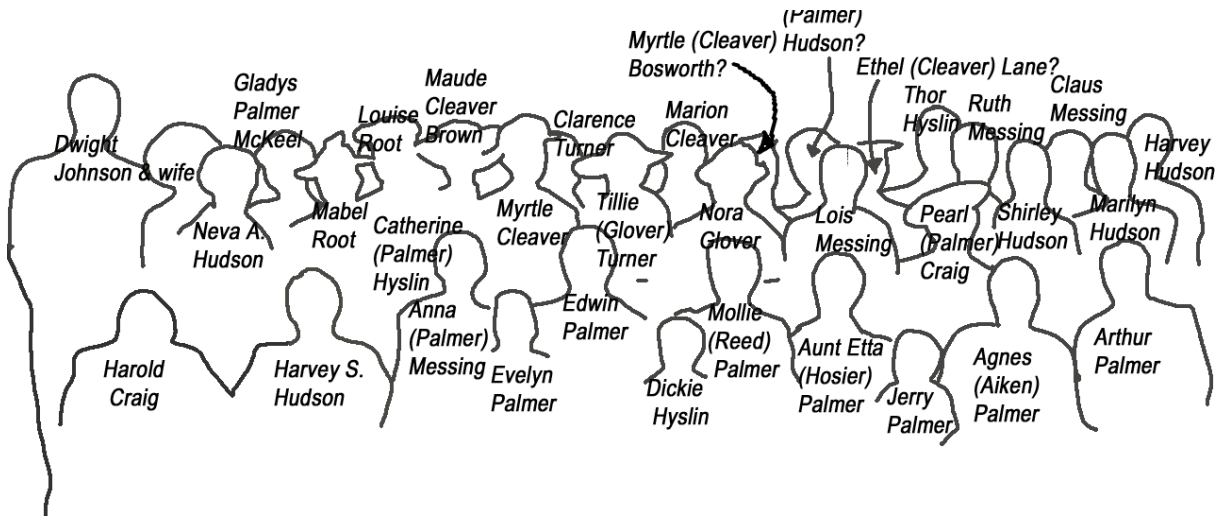 (Palmer)
Hudson?
Myrtle (Cleaver)
Bosworth?
Ethel (Cleaver) Lane?
Dwight
Johnson & wife
Gladys
Palmer
McKeel
Louise
Root
Maude
Cleaver
Brown
Clarence
Turner
Marion
Cleaver
Thor
Hyslin
Ruth
Messing
Claus
Messing
Harvey
Hudson
Neva A.
Hudson
Mabel
Root
Catherine
(Palmer)
Hyslin
Myrtle
Cleaver
Tillie
(Glover)
Turner
Nora
Glover
Lois
Messing
Pearl
(Palmer)
Craig
Shirley
Hudson
Marilyn
Hudson
Harold
Craig
Harvey S.
Hudson
Anna
(Palmer)
Messing
Evelyn
Palmer
Edwin
Palmer
Dickie
Hyslin
Mollie
(Reed)
Palmer
Aunt Etta
(Hosier)
Palmer
Jerry
Palmer
Agnes
(Aiken)
Palmer
Arthur
Palmer